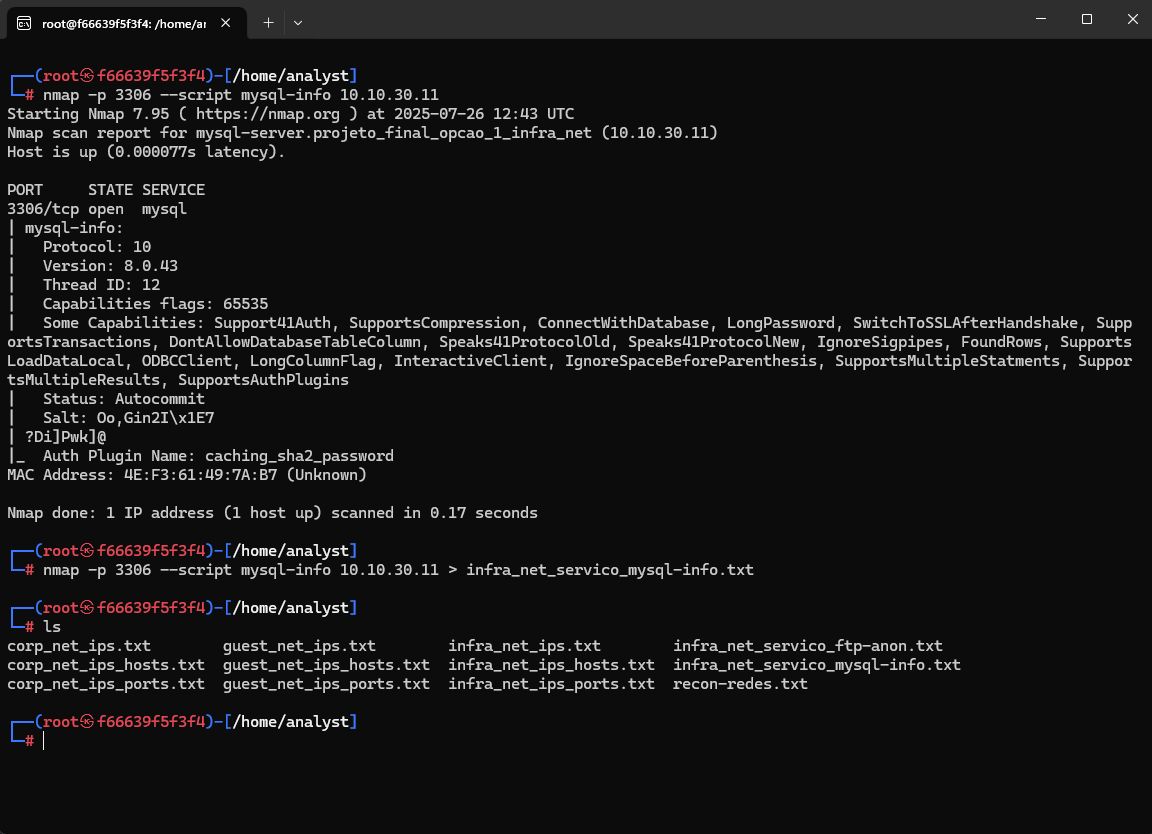 root@f66639f5f3f4: /home/ar
┌──(root㉿f66639f5f3f4)-[/home/analyst]
└─# nmap -p 3306 --script mysql-info 10.10.30.11
Starting Nmap 7.95 ( https://nmap.org ) at 2025-07-26 12:43 UTC
Nmap scan report for mysql-server.projeto_final_opcao_1_infra_net (10.10.30.11)
Host is up (0.000077s latency).
PORT     STATE SERVICE
3306/tcp open  mysql
| mysql-info:
|   Protocol: 10
|   Version: 8.0.43
|   Thread ID: 12
|   Capabilities flags: 65535
|   Some Capabilities: Support41Auth, SupportsCompression, ConnectWithDatabase, LongPassword, SwitchToSSLAfterHandshake, Supp
ortsTransactions, DontAllowDatabaseTableColumn, Speaks41ProtocolOld, Speaks41ProtocolNew, IgnoreSigpipes, FoundRows, Supports
LoadDataLocal, ODBCClient, LongColumnFlag, InteractiveClient, IgnoreSpaceBeforeParenthesis, SupportsMultipleStatments, Suppor
tsMultipleResults, SupportsAuthPlugins
|   Status: Autocommit
|   Salt: Oo,Gin2I\x1E7
| ?Di]Pwk]@
|_  Auth Plugin Name: caching_sha2_password
MAC Address: 4E:F3:61:49:7A:B7 (Unknown)
Nmap done: 1 IP address (1 host up) scanned in 0.17 seconds
┌──(root㉿f66639f5f3f4)-[/home/analyst]
└─# nmap -p 3306 --script mysql-info 10.10.30.11 > infra_net_servico_mysql-info.txt
┌──(root㉿f66639f5f3f4)-[/home/analyst]
└─# ls
corp_net_ips.txt        guest_net_ips.txt        infra_net_ips.txt        infra_net_servico_ftp-anon.txt
corp_net_ips_hosts.txt  guest_net_ips_hosts.txt  infra_net_ips_hosts.txt  infra_net_servico_mysql-info.txt
corp_net_ips_ports.txt  guest_net_ips_ports.txt  infra_net_ips_ports.txt  recon-redes.txt
┌──(root㉿f66639f5f3f4)-[/home/analyst]
└─#